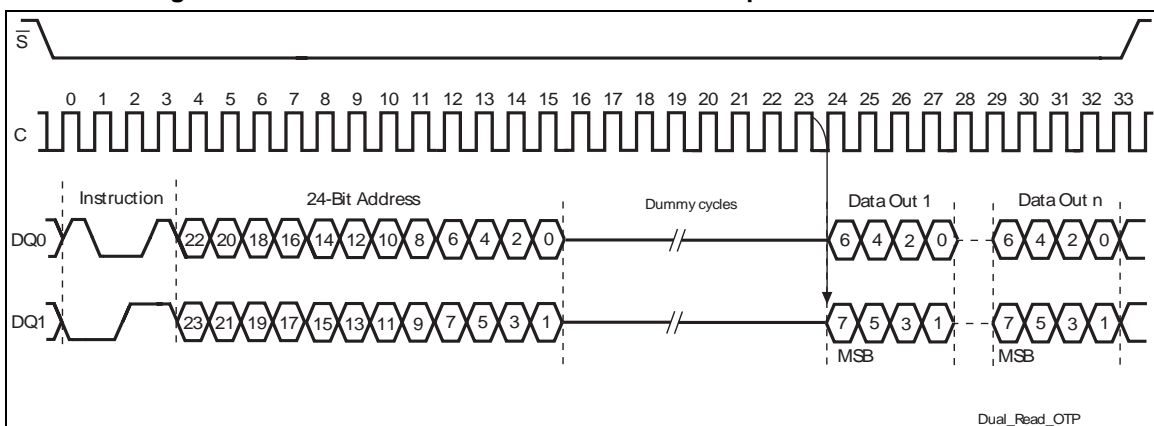 S
0 1 2 3 4 5 6 7 8 9 10 11 12 13 14 15 16 17 18 19 20 21 22 23 24 25 26 27 28 29 30 31 32 33
C
Instruction 24-Bit Address Dummy cycles Data Out 1 Data Out n
DQ0 22 20 18 16 14 12 10 8 6 4 2 0 6 4 2 0 6 4 2 0
DQ1 23 21 19 17 15 13 11 9 7 5 3 1 7 5 3 1 7 5 3 1
MSB MSB
Dual_Read_OTP